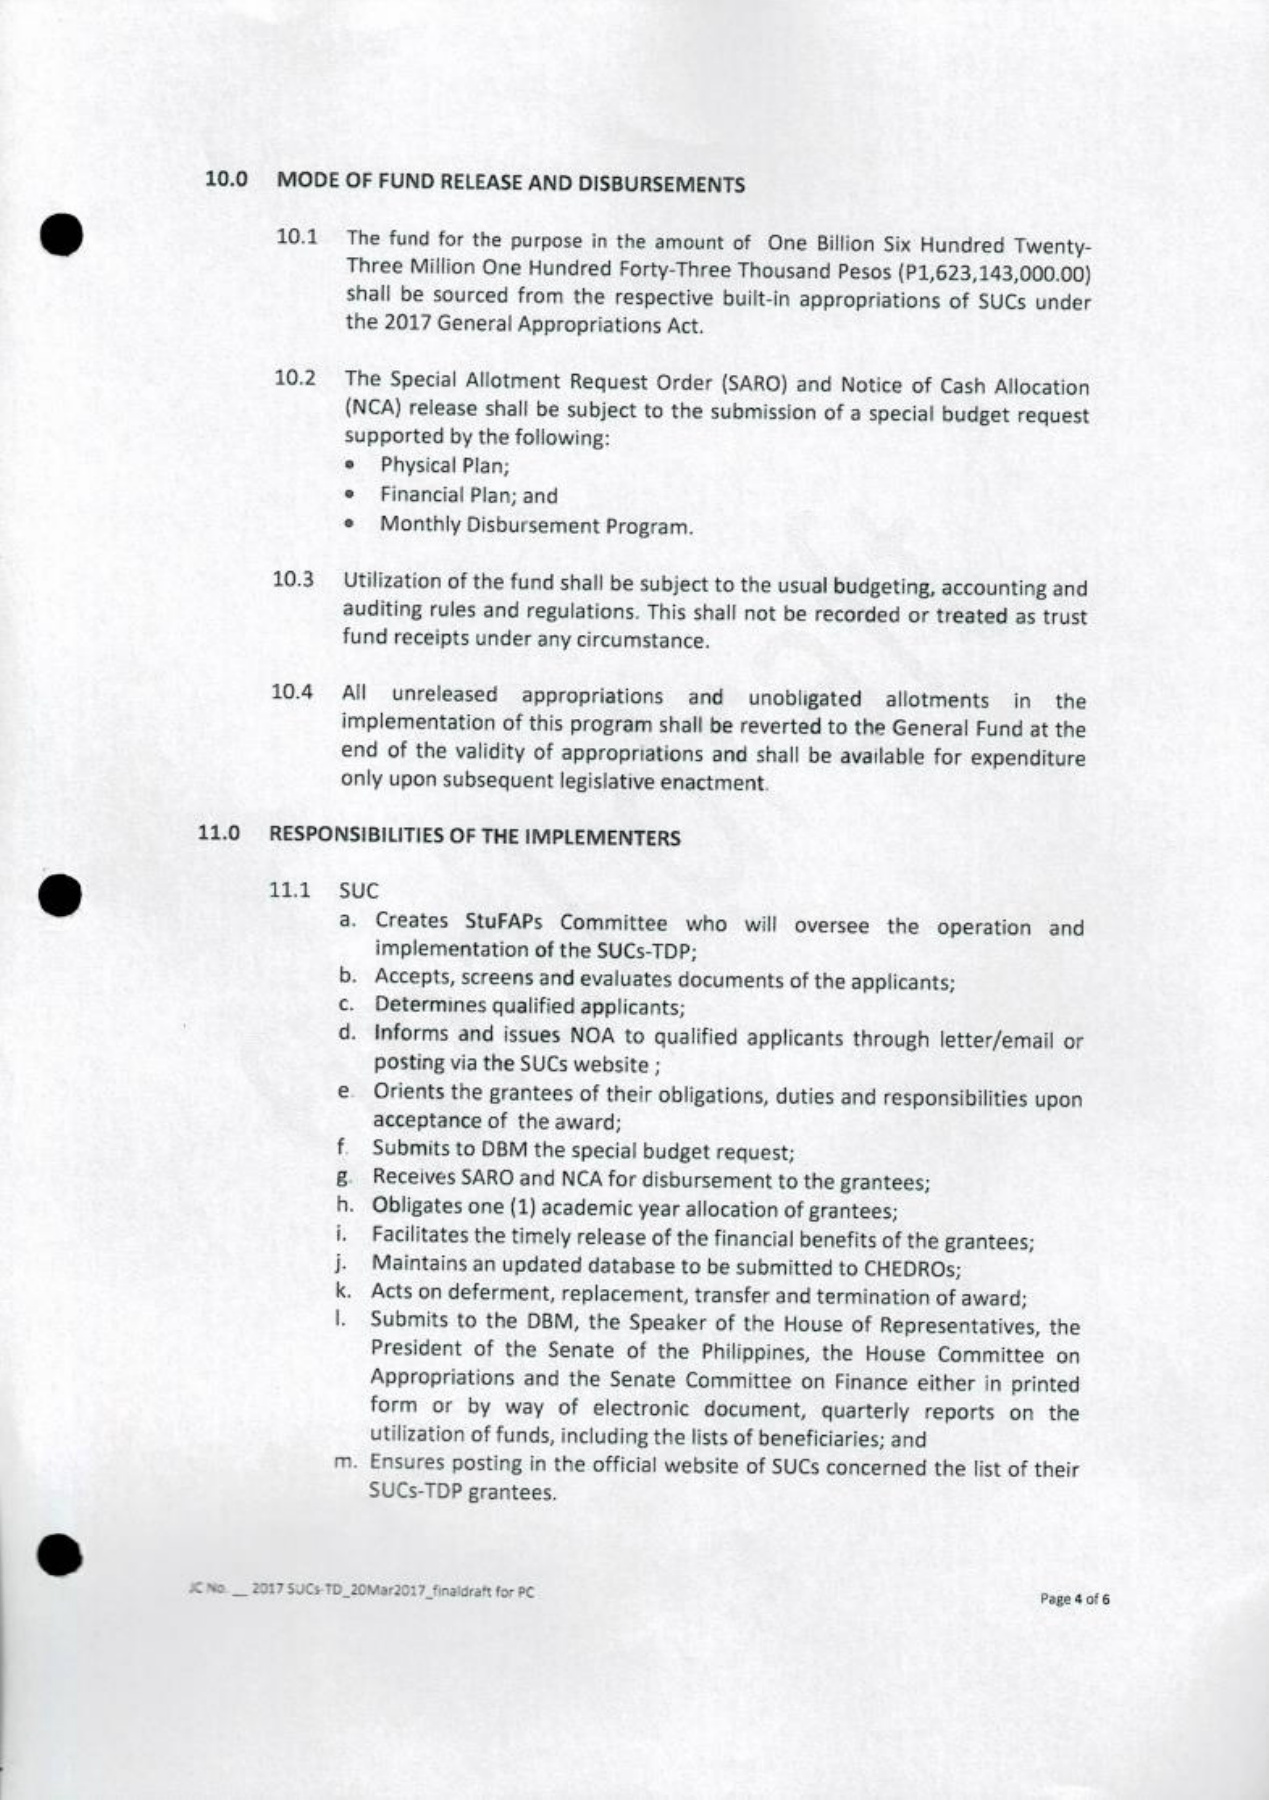 10.0 MODE OF FUND RELEASE AND DISBURSEMENTS
10.1 The fund for the purpose in the amount of One Billion Six Hundred Twenty-
Three Million One Hundred Forty-Three Thousand Pesos (P1,623,143,000.00)
shall be sourced from the respective built-in appropriations of SUCs under
the 2017 General Appropriations Act.
10.2 The Special Allotment Request Order (SARO) and Notice of Cash Allocation
(NCA) release shall be subject to the submission of a special budget request
supported by the following:
• Physical Plan;
• Financial Plan; and
• Monthly Disbursement Program.
10.3 Utilization of the fund shall be subject to the usual budgeting, accounting and
auditing rules and regulations. This shall not be recorded or treated as trust
fund receipts under any circumstance.
10.4 All unreleased appropriations and unobligated allotments in the
implementation of this program shall be reverted to the General Fund at the
end of the validity of appropriations and shall be available for expenditure
only upon subsequent legislative enactment.
11.0 RESPONSIBILITIES OF THE IMPLEMENTERS
11.1 SUC
a. Creates StuFAPs Committee who will oversee the operation and
implementation of the SUCs-TDP;
b. Accepts, screens and evaluates documents of the applicants;
c. Determines qualified applicants;
d. Informs and issues NOA to qualified applicants through letter/email or
posting via the SUCs website ;
e. Orients the grantees of their obligations, duties and responsibilities upon
acceptance of the award;
f. Submits to DBM the special budget request;
g. Receives SARO and NCA for disbursement to the grantees;
h. Obligates one (1) academic year allocation of grantees;
i. Facilitates the timely release of the financial benefits of the grantees;
j. Maintains an updated database to be submitted to CHEDROs;
k. Acts on deferment, replacement, transfer and termination of award;
l. Submits to the DBM, the Speaker of the House of Representatives, the
President of the Senate of the Philippines, the House Committee on
Appropriations and the Senate Committee on Finance either in printed
form or by way of electronic document, quarterly reports on the
utilization of funds, including the lists of beneficiaries; and
m. Ensures posting in the official website of SUCs concerned the list of their
SUCs-TDP grantees.
JC No. __ 2017 SUCs-TD_20Mar2017_finaldraft for PC
Page 4 of 6